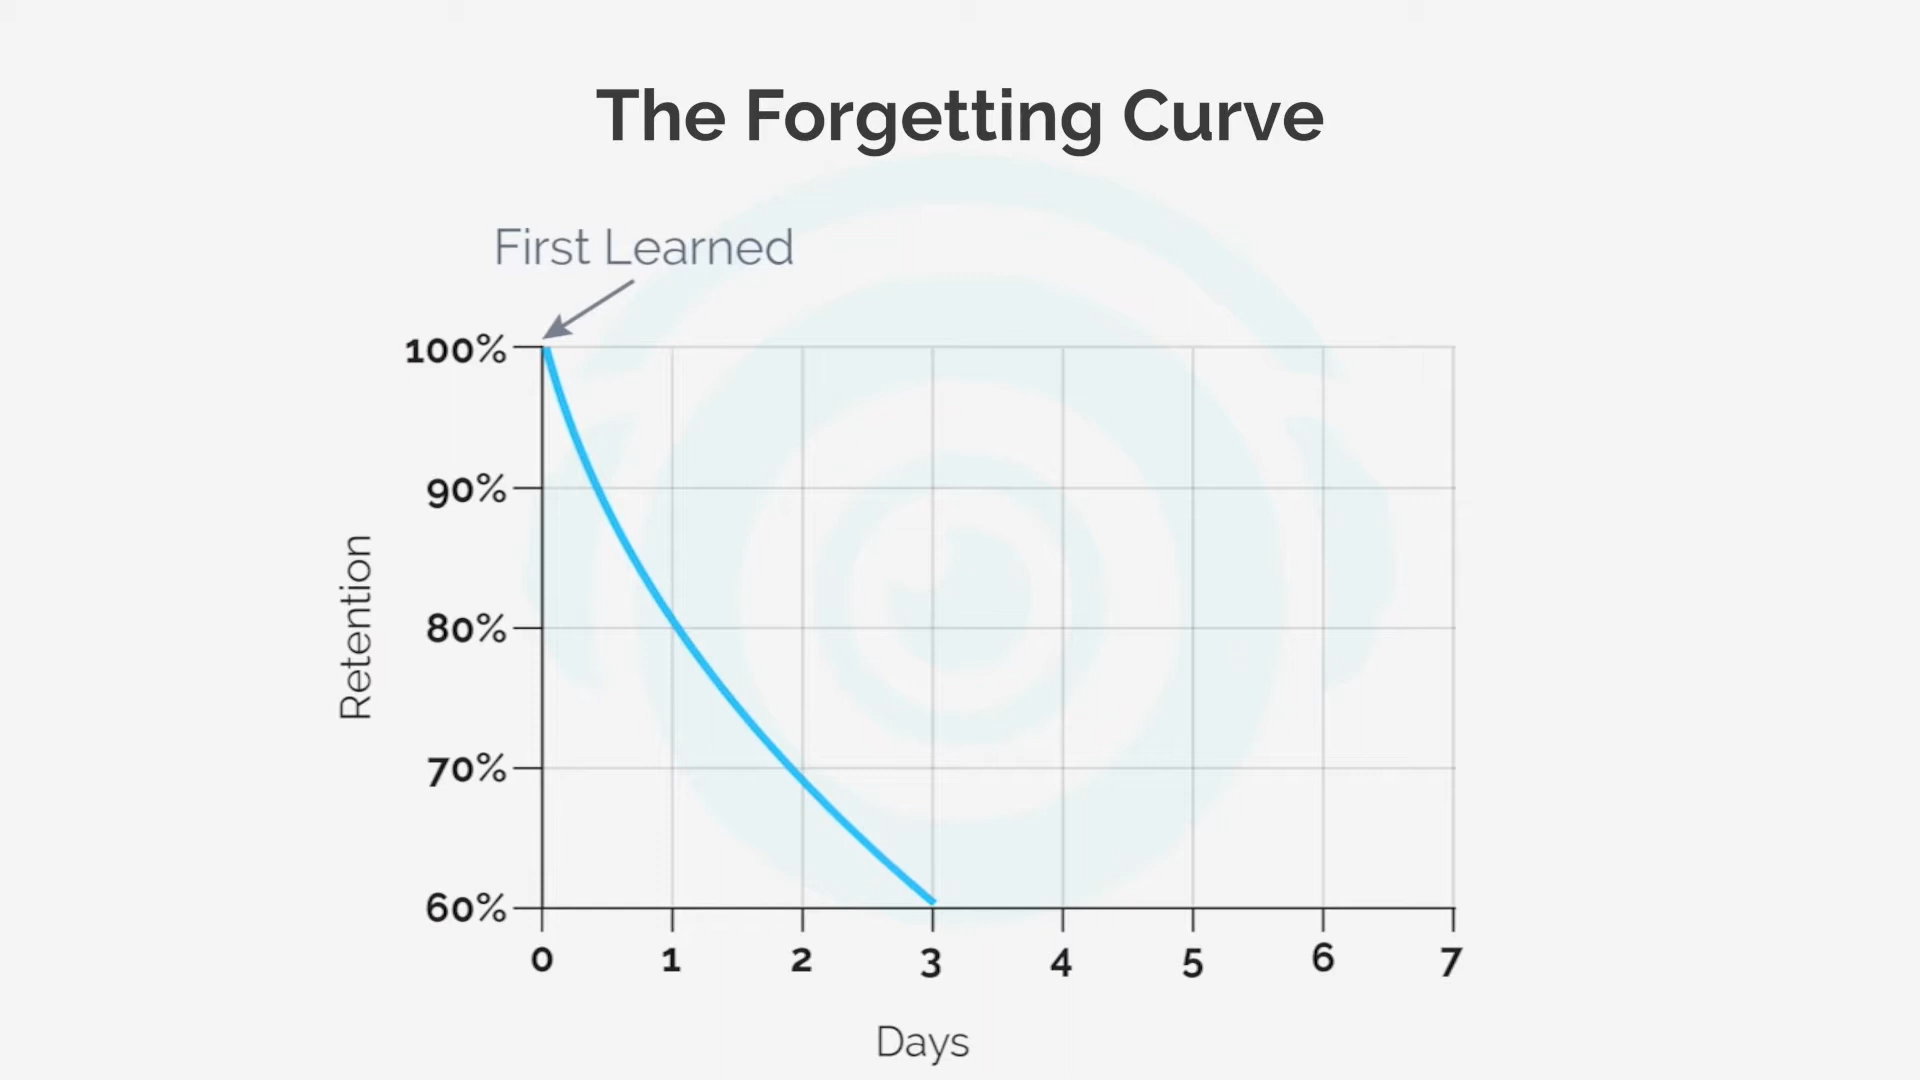 The Forgetting Curve
First Learned
100%
90%
80%
70%
60%
Retention
0 1 2 3 4 5 6 7
Days